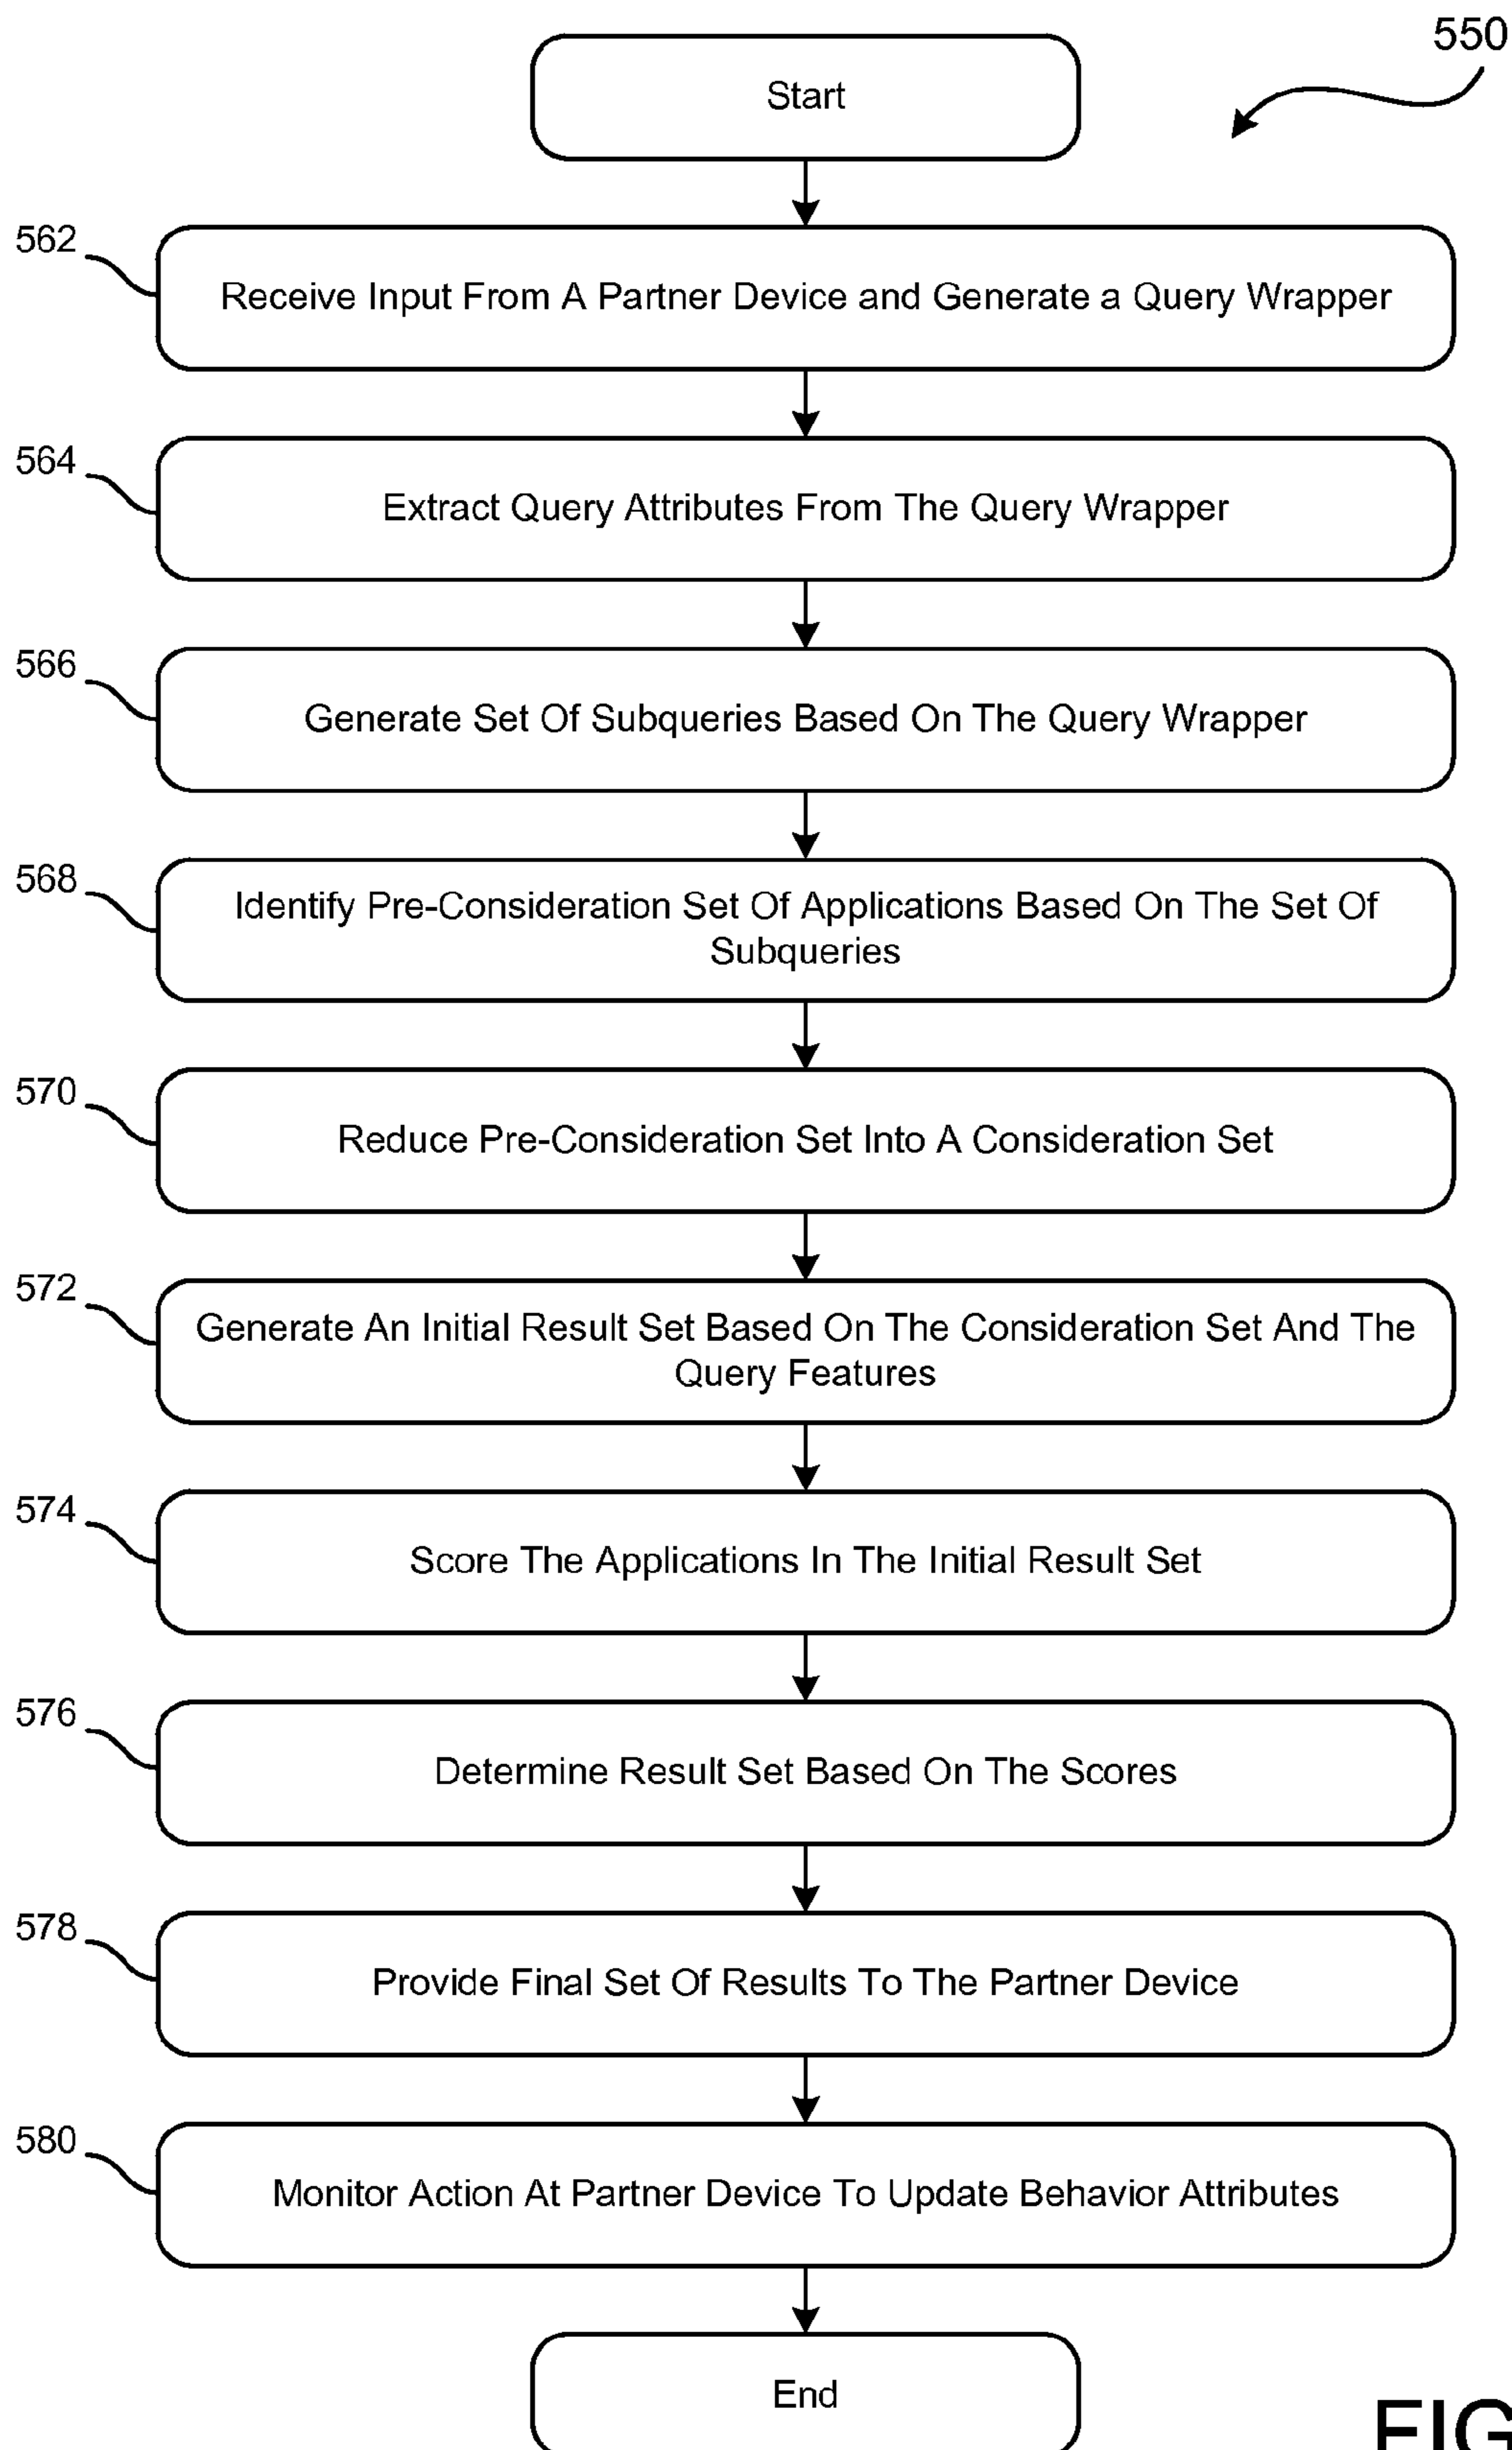 550
Start
562
Receive Input From A Partner Device and Generate a Query Wrapper
564
Extract Query Attributes From The Query Wrapper
566
Generate Set Of Subqueries Based On The Query Wrapper
568
Identify Pre-Consideration Set Of Applications Based On The Set Of
Subqueries
570
Reduce Pre-Consideration Set Into A Consideration Set
572
Generate An Initial Result Set Based On The Consideration Set And The
Query Features
574
Score The Applications In The Initial Result Set
576
Determine Result Set Based On The Scores
578
Provide Final Set Of Results To The Partner Device
580
Monitor Action At Partner Device To Update Behavior Attributes
End
FIG